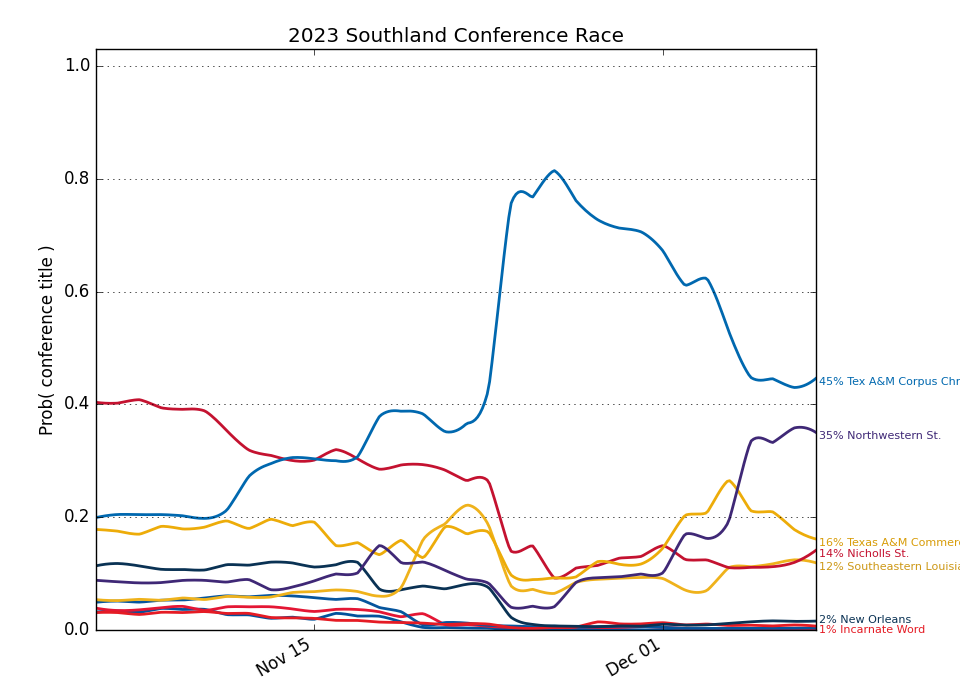 2023 Southland Conference Race
Prob( conference title )
1.0
0.8
0.6
0.4
0.2
0.0
Nov 15
Dec 01
45% Tex A&M Corpus Chr
35% Northwestern St.
16% Texas A&M Commerc
14% Nicholls St.
12% Southeastern Louisia
2% New Orleans
1% Incarnate Word